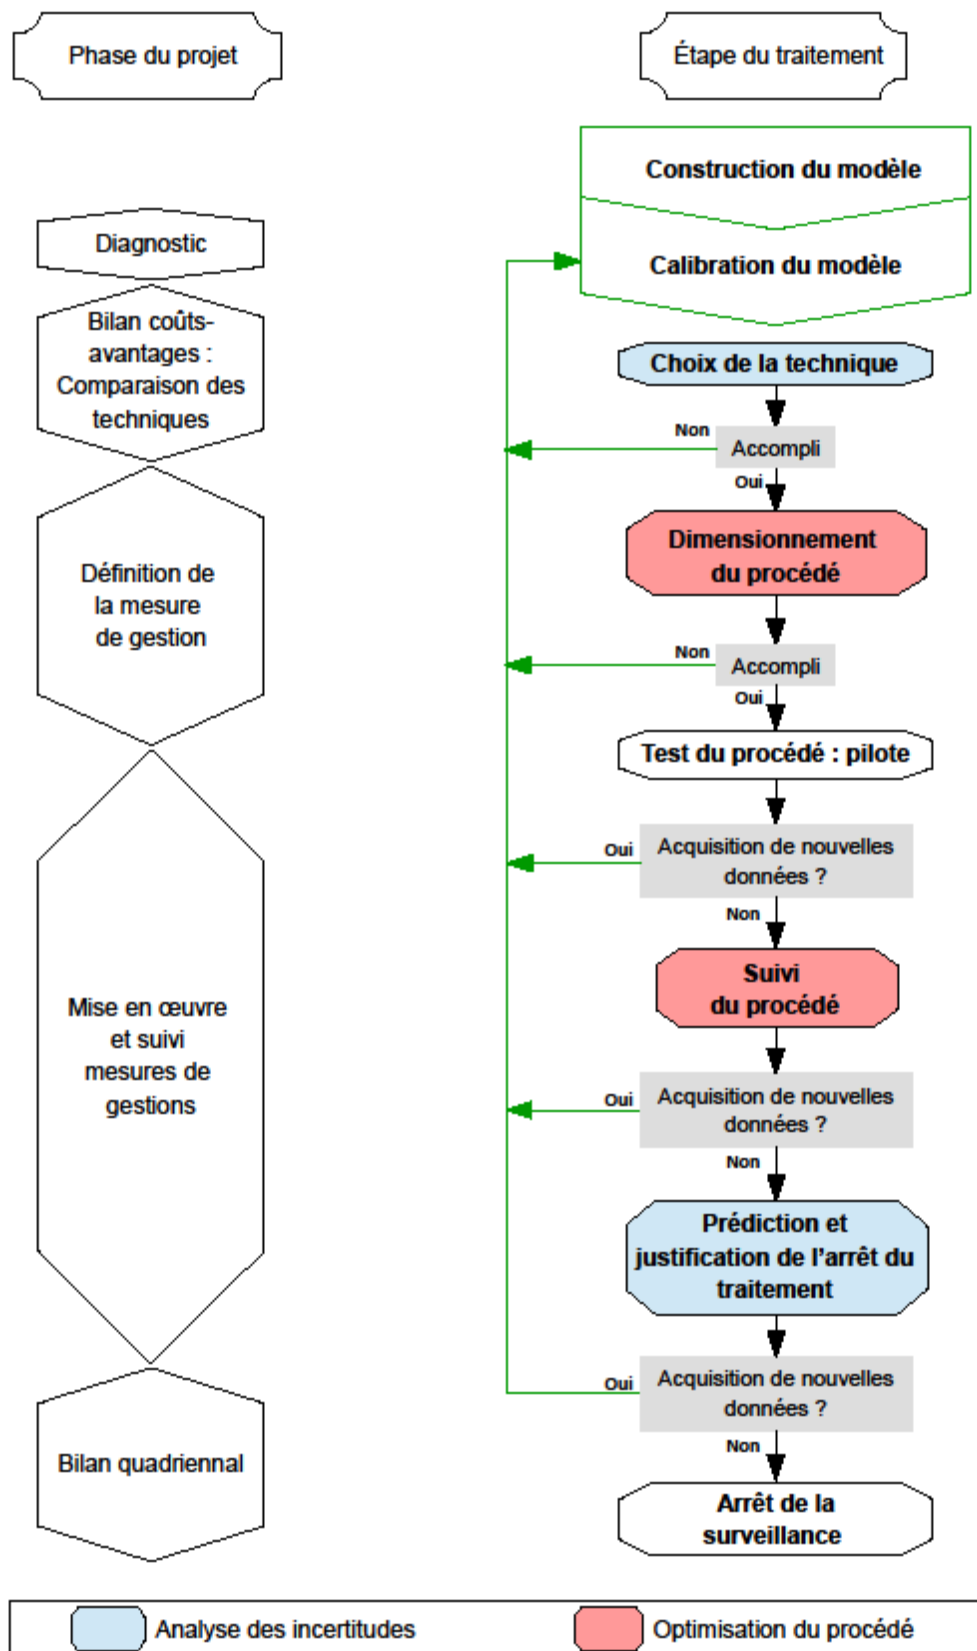 Phase du projet
Étape du traitement
Construction du modèle
Diagnostic
Calibration du modèle
Bilan coûts-
avantages :
Comparaison des
techniques
Choix de la technique
Non
Accompli
Oui
Dimensionnement
du procédé
Définition de
la mesure
de gestion
Non
Accompli
Oui
Test du procédé : pilote
Oui
Acquisition de nouvelles
données ?
Non
Suivi
du procédé
Mise en œuvre
et suivi
mesures de
gestions
Oui
Acquisition de nouvelles
données ?
Non
Prédiction et
justification de l'arrêt du
traitement
Oui
Acquisition de nouvelles
données ?
Non
Bilan quadriennal
Arrêt de la
surveillance
Analyse des incertitudes
Optimisation du procédé